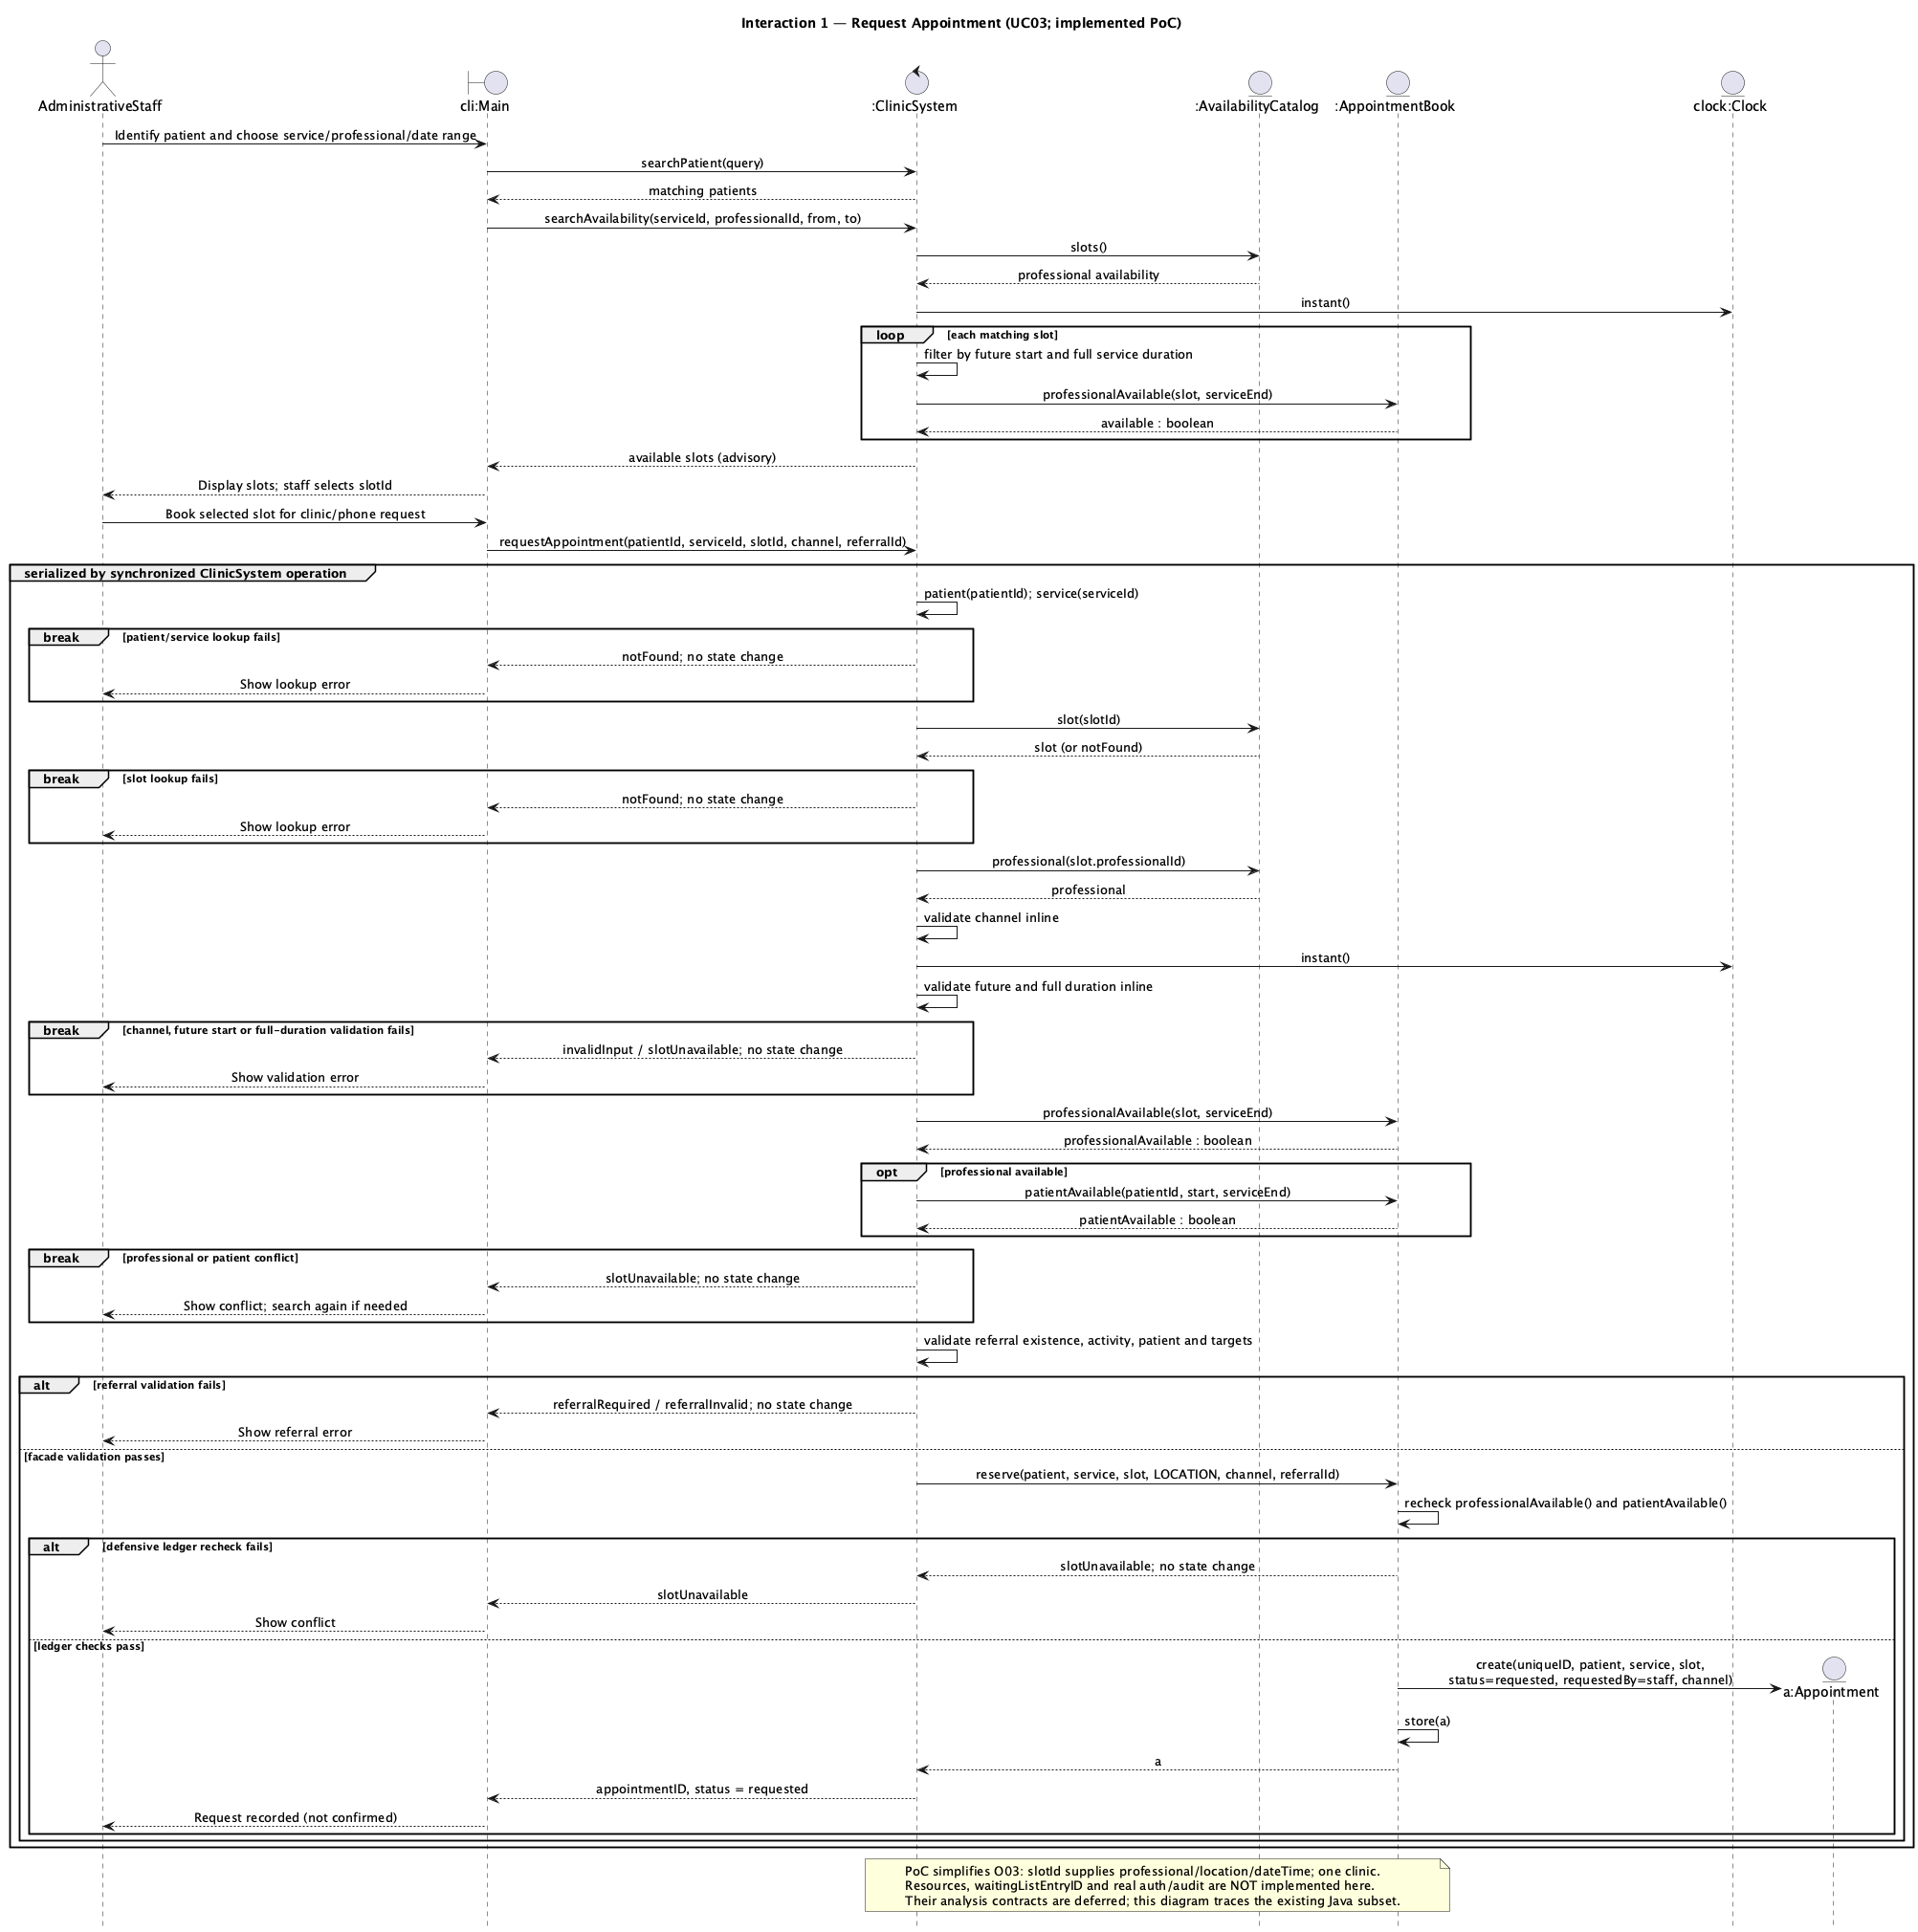 Interaction 1 — Request Appointment (UC03; implemented PoC)
AdministrativeStaff
cli:Main
:ClinicSystem
:AvailabilityCatalog
:AppointmentBook
clock:Clock
Identify patient and choose service/professional/date range
searchPatient(query)
matching patients
searchAvailability(serviceId, professionalId, from, to)
slots()
professional availability
instant()
loop
[each matching slot]
filter by future start and full service duration
professionalAvailable(slot, serviceEnd)
available : boolean
available slots (advisory)
Display slots; staff selects slotId
Book selected slot for clinic/phone request
requestAppointment(patientId, serviceId, slotId, channel, referralId)
serialized by synchronized ClinicSystem operation
patient(patientId); service(serviceId)
break
[patient/service lookup fails]
notFound; no state change
Show lookup error
slot(slotId)
slot (or notFound)
break
[slot lookup fails]
notFound; no state change
Show lookup error
professional(slot.professionalId)
professional
validate channel inline
instant()
validate future and full duration inline
break
[channel, future start or full-duration validation fails]
invalidInput / slotUnavailable; no state change
Show validation error
professionalAvailable(slot, serviceEnd)
professionalAvailable : boolean
opt
[professional available]
patientAvailable(patientId, start, serviceEnd)
patientAvailable : boolean
break
[professional or patient conflict]
slotUnavailable; no state change
Show conflict; search again if needed
validate referral existence, activity, patient and targets
alt
[referral validation fails]
referralRequired / referralInvalid; no state change
Show referral error
[facade validation passes]
reserve(patient, service, slot, LOCATION, channel, referralId)
recheck professionalAvailable() and patientAvailable()
alt
[defensive ledger recheck fails]
slotUnavailable; no state change
slotUnavailable
Show conflict
[ledger checks pass]
create(uniqueID, patient, service, slot,
status=requested, requestedBy=staff, channel)
a:Appointment
store(a)
a
appointmentID, status = requested
Request recorded (not confirmed)
PoC simplifies O03: slotId supplies professional/location/dateTime; one clinic.
Resources, waitingListEntryID and real auth/audit are NOT implemented here.
Their analysis contracts are deferred; this diagram traces the existing Java subset.